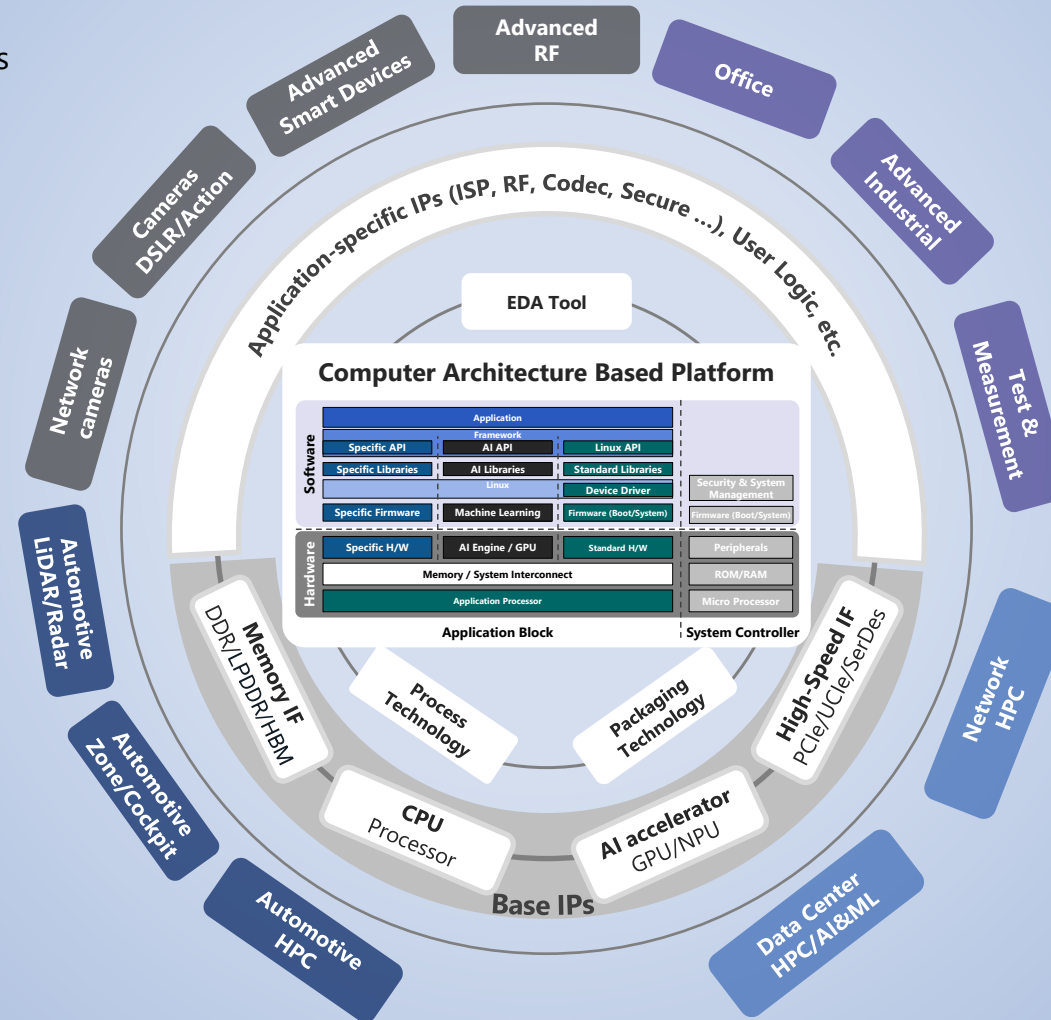 s
Advanced
RF
Office
Advanced
Industrial
Test &
Measurement
Network
HPC
Data Center
HPC/AI&ML
Automotive
HPC
Automotive
Zone/Cockpit
Automotive
LiDAR/Radar
Network
cameras
Cameras
DSLR/Action
Advanced
Smart Devices
Application-specific IPs (ISP, RF, Codec, Secure ...), User Logic, etc.
EDA Tool
Computer Architecture Based Platform
Software
Application
Framework
Specific API
AI API
Linux API
Specific Libraries
AI Libraries
Standard Libraries
Linux
Device Driver
Specific Firmware
Machine Learning
Firmware (Boot/System)
Security & System
Management
Firmware (Boot/System)
Hardware
Specific H/W
AI Engine / GPU
Standard H/W
Peripherals
Memory / System Interconnect
ROM/RAM
Application Processor
Micro Processor
Application Block
System Controller
Process
Technology
Packaging
Technology
Memory IF
DDR/LPDDR/HBM
CPU
Processor
AI accelerator
GPU/NPU
High-Speed IF
PCIe/UCIe/SerDes
Base IPs